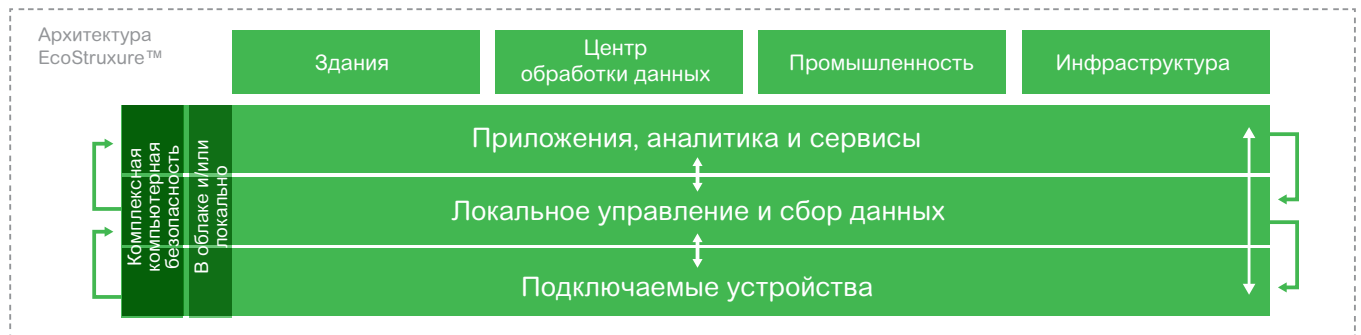 Архитектура
EcoStruxure™
Здания
Центр
обработки данных
Промышленность
Инфраструктура
Комплексная
компьютерная
безопасность
В облаке и/или
локально
Приложения, аналитика и сервисы
Локальное управление и сбор данных
Подключаемые устройства